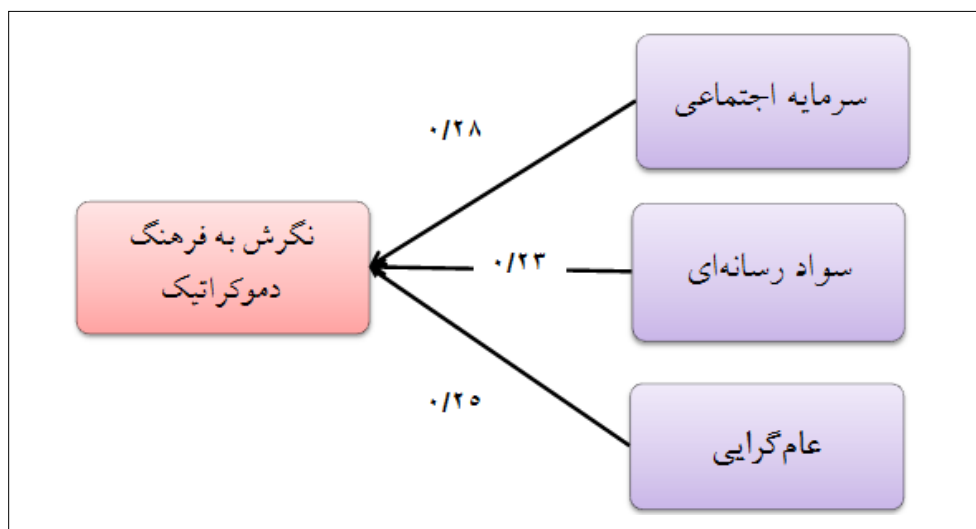 سرمایه اجتماعی
۰/۲۸
نگرش به فرهنگ
دموکراتیک
۰/۲۳
سواد رسانه‌ای
۰/۲۵
عام‌گرایی